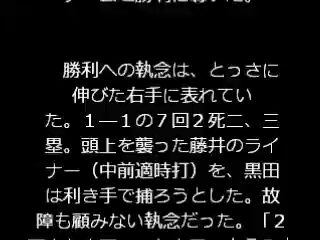 勝利への執念は、とっさに
伸びた右手に表れてい
た。１―１の７回２死二、三
塁。頭上を襲った藤井のライ
ナー（中前適時打）を、黒田
は利き手で捕ろうとした。故
障も顧みない執念だった。「２